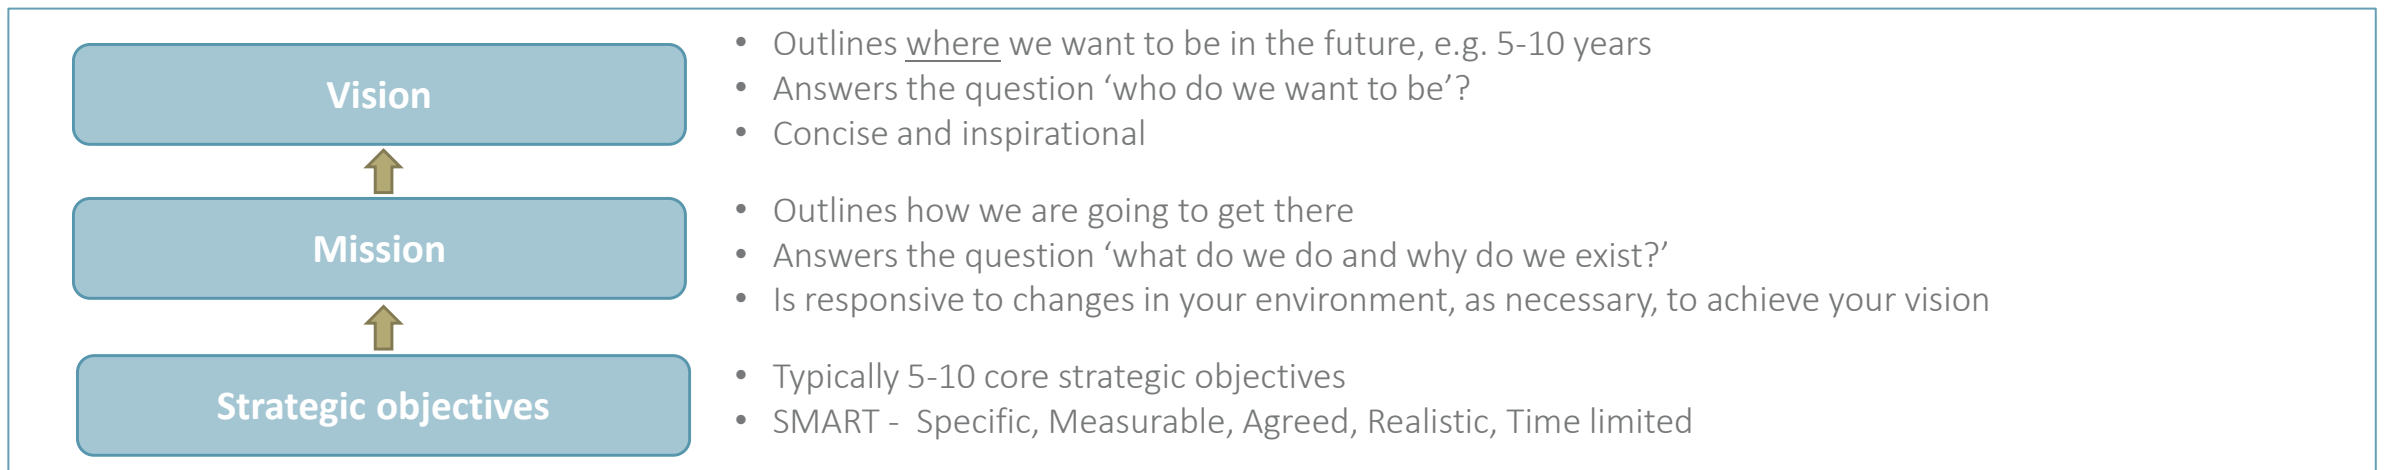 Vision
• Outlines where we want to be in the future, e.g. 5-10 years
• Answers the question ‘who do we want to be’?
• Concise and inspirational
Mission
• Outlines how we are going to get there
• Answers the question ‘what do we do and why do we exist?’
• Is responsive to changes in your environment, as necessary, to achieve your vision
Strategic objectives
• Typically 5-10 core strategic objectives
• SMART -  Specific, Measurable, Agreed, Realistic, Time limited